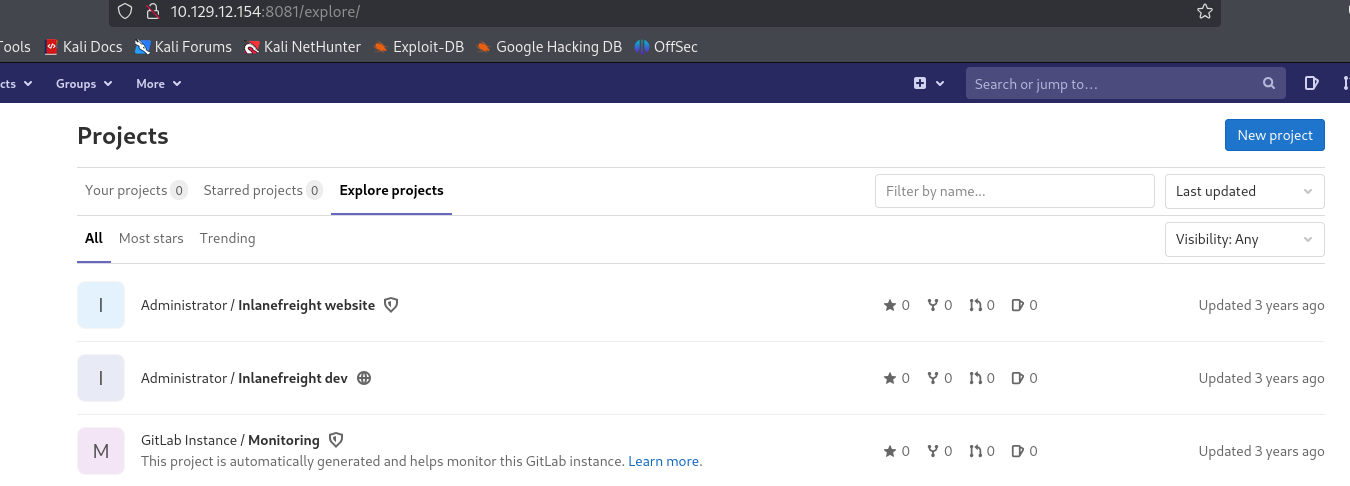 10.129.12.154:8081/explore/
Tools Kali Docs Kali Forums Kali NetHunter Exploit-DB Google Hacking DB OffSec
cts Groups More Search or jump to...
Projects New project
Your projects 0 Starred projects 0 Explore projects Filter by name... Last updated
All Most stars Trending Visibility: Any
I Administrator / Inlanefreight website 0 0 0 0 Updated 3 years ago
I Administrator / Inlanefreight dev 0 0 0 0 Updated 3 years ago
M GitLab Instance / Monitoring 0 0 0 0 Updated 3 years ago
This project is automatically generated and helps monitor this GitLab instance. Learn more.